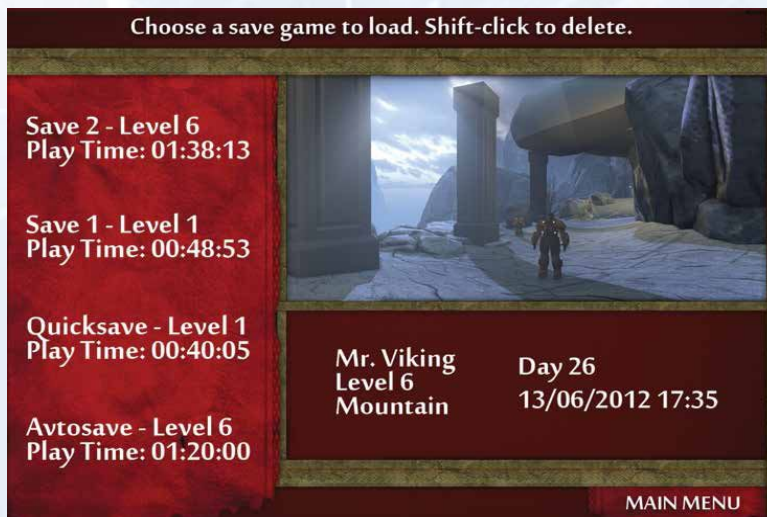 Choose a save game to load. Shift-click to delete.
Save 2 - Level 6
Play Time: 01:38:13
Save 1 - Level 1
Play Time: 00:48:53
Quicksave - Level 1
Play Time: 00:40:05
Avtosave - Level 6
Play Time: 01:20:00
Mr. Viking
Level 6
Mountain
Day 26
13/06/2012 17:35
MAIN MENU